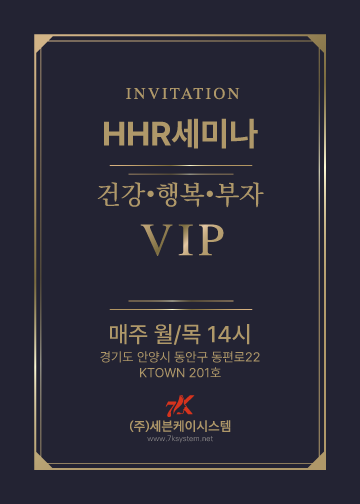 INVITATION
HHR세미나
건강•행복•부자
VIP
매주 월/목 14시
경기도 안양시 동안구 동편로22
KTOWN 201호
7K
(주)세븐케이시스템
www.7ksystem.net